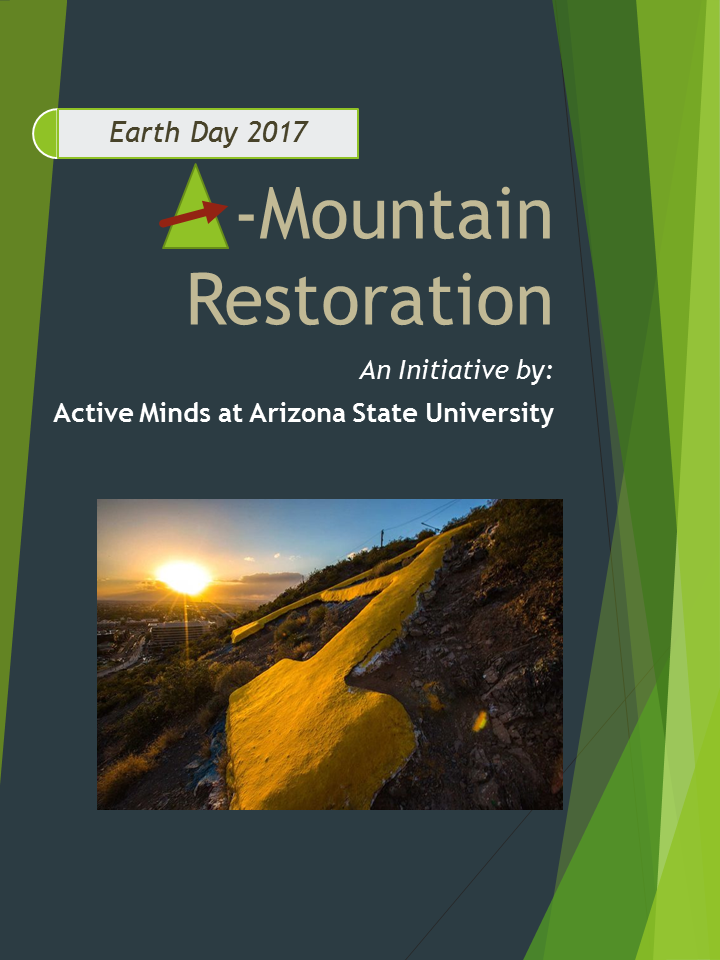 Earth Day 2017
-Mountain
Restoration
An Initiative by:
Active Minds at Arizona State University